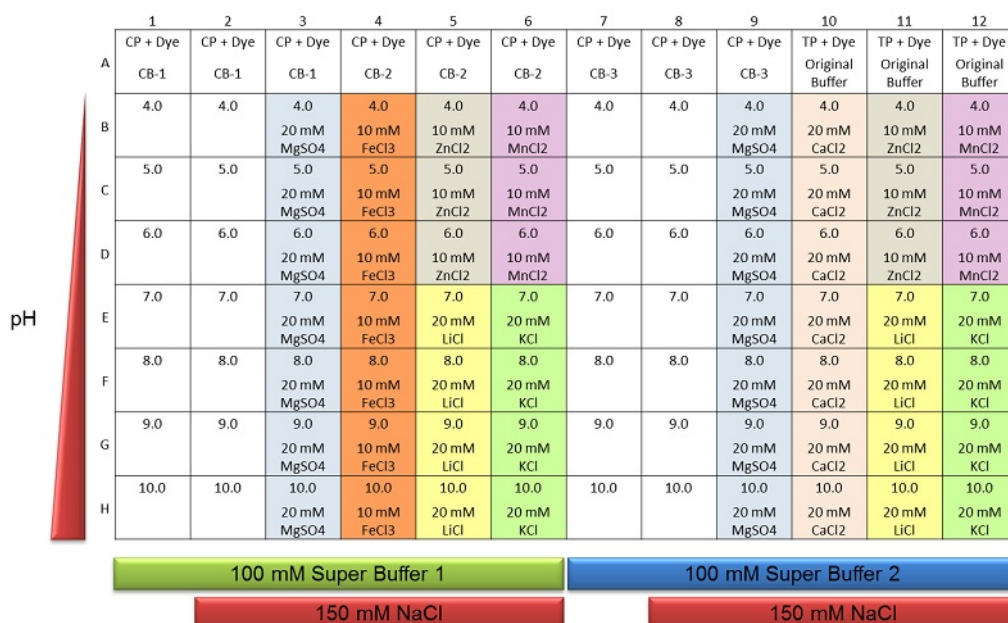 1 2 3 4 5 6 7 8 9 10 11 12
A
CP + Dye CP + Dye CP + Dye CP + Dye CP + Dye CP + Dye CP + Dye CP + Dye CP + Dye TP + Dye TP + Dye TP + Dye
CB-1 CB-1 CB-1 CB-2 CB-2 CB-2 CB-3 CB-3 CB-3 Original Original Original
Buffer Buffer Buffer
B
4.0 4.0 4.0 4.0 4.0 4.0 4.0 4.0 4.0 4.0 4.0 4.0
20 mM 10 mM 10 mM 10 mM 20 mM 20 mM 10 mM 10 mM
MgSO4 FeCl3 ZnCl2 MnCl2 MgSO4 CaCl2 ZnCl2 MnCl2
C
5.0 5.0 5.0 5.0 5.0 5.0 5.0 5.0 5.0 5.0 5.0 5.0
20 mM 10 mM 10 mM 10 mM 20 mM 20 mM 10 mM 10 mM
MgSO4 FeCl3 ZnCl2 MnCl2 MgSO4 CaCl2 ZnCl2 MnCl2
D
6.0 6.0 6.0 6.0 6.0 6.0 6.0 6.0 6.0 6.0 6.0 6.0
20 mM 10 mM 10 mM 10 mM 20 mM 20 mM 10 mM 10 mM
MgSO4 FeCl3 ZnCl2 MnCl2 MgSO4 CaCl2 ZnCl2 MnCl2
pH
E
7.0 7.0 7.0 7.0 7.0 7.0 7.0 7.0 7.0 7.0 7.0 7.0
20 mM 10 mM 20 mM 20 mM 20 mM 20 mM 20 mM 20 mM
MgSO4 FeCl3 LiCl KCl MgSO4 CaCl2 LiCl KCl
F
8.0 8.0 8.0 8.0 8.0 8.0 8.0 8.0 8.0 8.0 8.0 8.0
20 mM 10 mM 20 mM 20 mM 20 mM 20 mM 20 mM 20 mM
MgSO4 FeCl3 LiCl KCl MgSO4 CaCl2 LiCl KCl
G
9.0 9.0 9.0 9.0 9.0 9.0 9.0 9.0 9.0 9.0 9.0 9.0
20 mM 10 mM 20 mM 20 mM 20 mM 20 mM 20 mM 20 mM
MgSO4 FeCl3 LiCl KCl MgSO4 CaCl2 LiCl KCl
H
10.0 10.0 10.0 10.0 10.0 10.0 10.0 10.0 10.0 10.0 10.0 10.0
20 mM 10 mM 20 mM 20 mM 20 mM 20 mM 20 mM 20 mM
MgSO4 FeCl3 LiCl KCl MgSO4 CaCl2 LiCl KCl
100 mM Super Buffer 1 100 mM Super Buffer 2
150 mM NaCl 150 mM NaCl